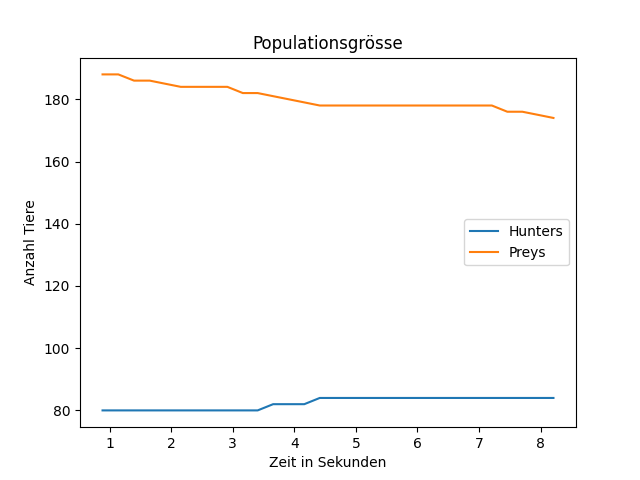 Populationsgrösse
Anzahl Tiere
180
160
140
120
100
80
Hunters
Preys
1 2 3 4 5 6 7 8
Zeit in Sekunden